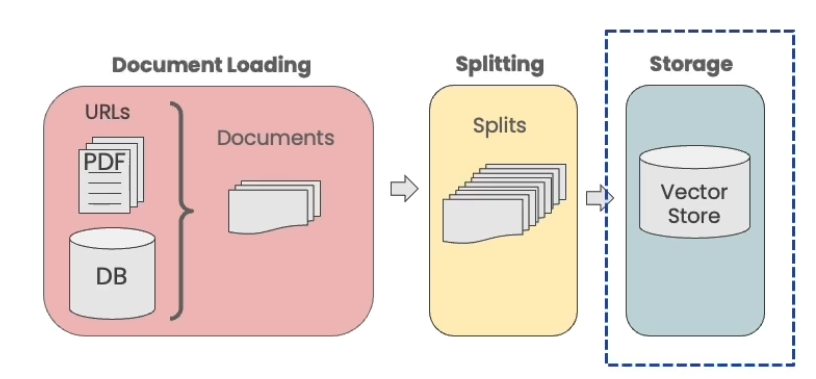 Document Loading
URLs
PDF
DB
Documents
Splitting
Splits
Storage
Vector
Store